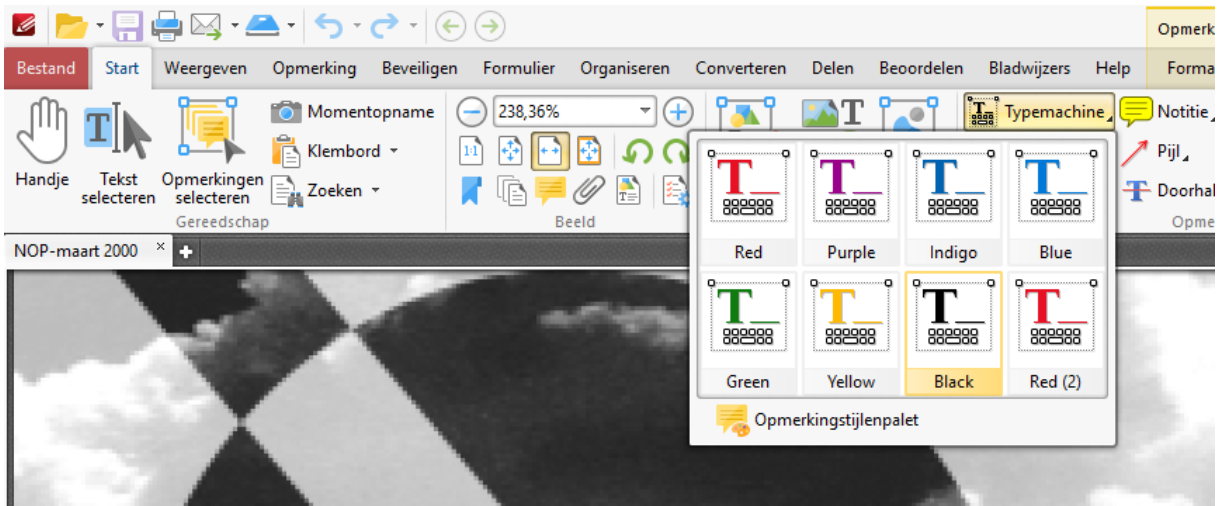 Opmerk
Bestand Start Weergeven Opmerking Beveiligen Formulier Organiseren Converteren Delen Beoordelen Bladwijzers Help Forma
Momentopname 238,36% Typemachine Notitie
Klembord 1:1 Pijl
Handje Tekst selecteren Opmerkingen selecteren Zoeken Doorhal
Gereedschap Beeld Opme
NOP-maart 2000
Red Purple Indigo Blue
Green Yellow Black Red (2)
Opmerkingstijlenpalet